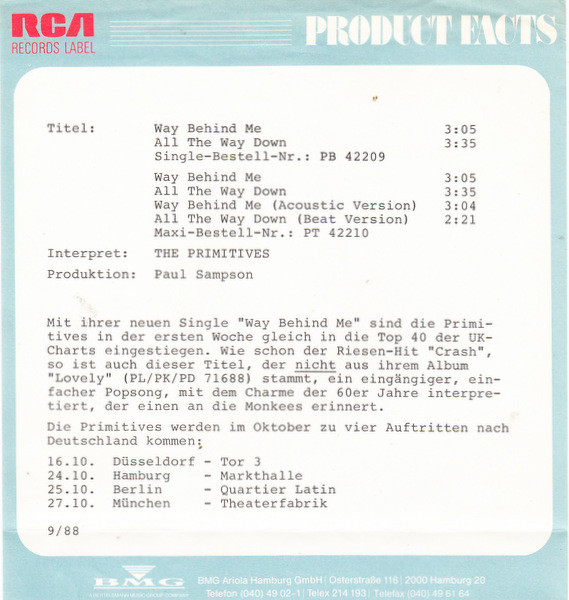 RCA
RECORDS LABEL
PRODUCT FACTS
Titel: Way Behind Me 3:05
All The Way Down 3:35
Single-Bestell-Nr.: PB 42209
Way Behind Me 3:05
All The Way Down 3:35
Way Behind Me (Acoustic Version) 3:04
All The Way Down (Beat Version) 2:21
Maxi-Bestell-Nr.: PT 42210
Interpret: THE PRIMITIVES
Produktion: Paul Sampson
Mit ihrer neuen Single "Way Behind Me" sind die Primi-
tives in der ersten Woche gleich in die Top 40 der UK-
Charts eingestiegen. Wie schon der Riesen-Hit "Crash",
so ist auch dieser Titel, der nicht aus ihrem Album
"Lovely" (PL/PK/PD 71688) stammt, ein eingängiger, ein-
facher Popsong, mit dem Charme der 60er Jahre interpre-
tiert, der einen an die Monkees erinnert.
Die Primitives werden im Oktober zu vier Auftritten nach
Deutschland kommen:
16.10. Düsseldorf - Tor 3
24.10. Hamburg - Markthalle
25.10. Berlin - Quartier Latin
27.10. München - Theaterfabrik
9/88
BMG
BMG Ariola Hamburg GmbH | Osterstraße 116 | 2000 Hamburg 20
Telefon (040) 49 02-1 | Telex 214 193 | Telefax (040) 49 61 64